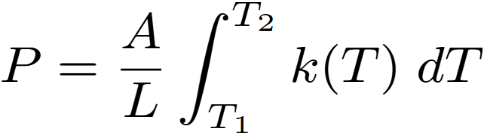 P = \frac{A}{L} \int_{T_1}^{T_2} k(T) \; dT